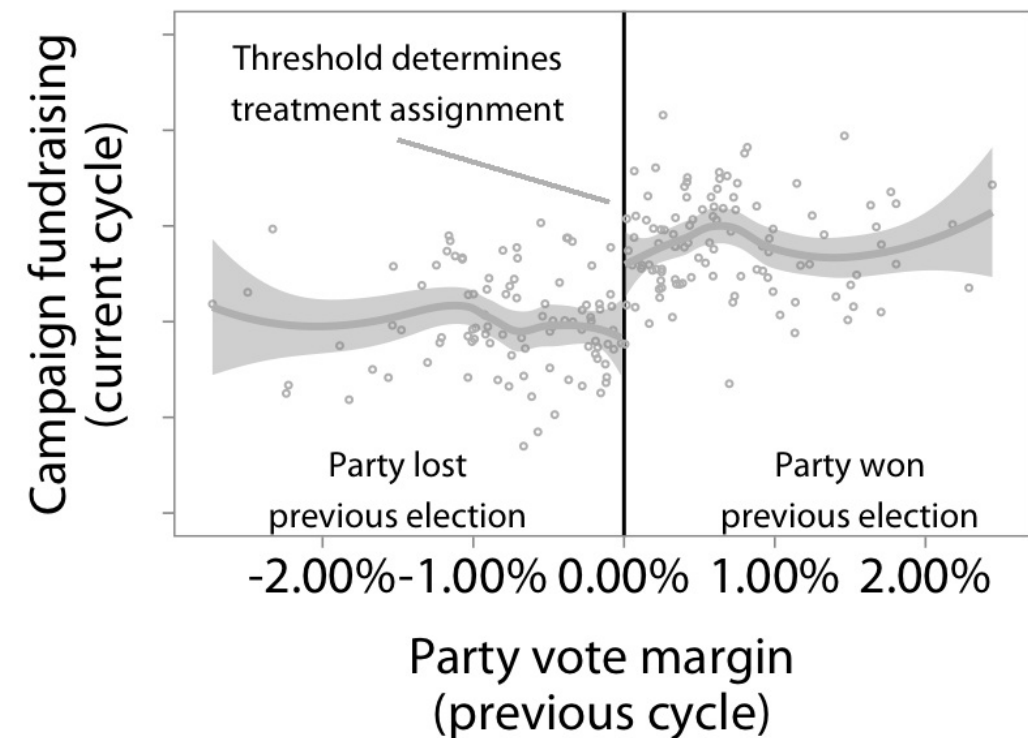 Campaign fundraising
(current cycle)
Threshold determines
treatment assignment
Party lost
previous election
Party won
previous election
-2.00% -1.00% 0.00% 1.00% 2.00%
Party vote margin
(previous cycle)